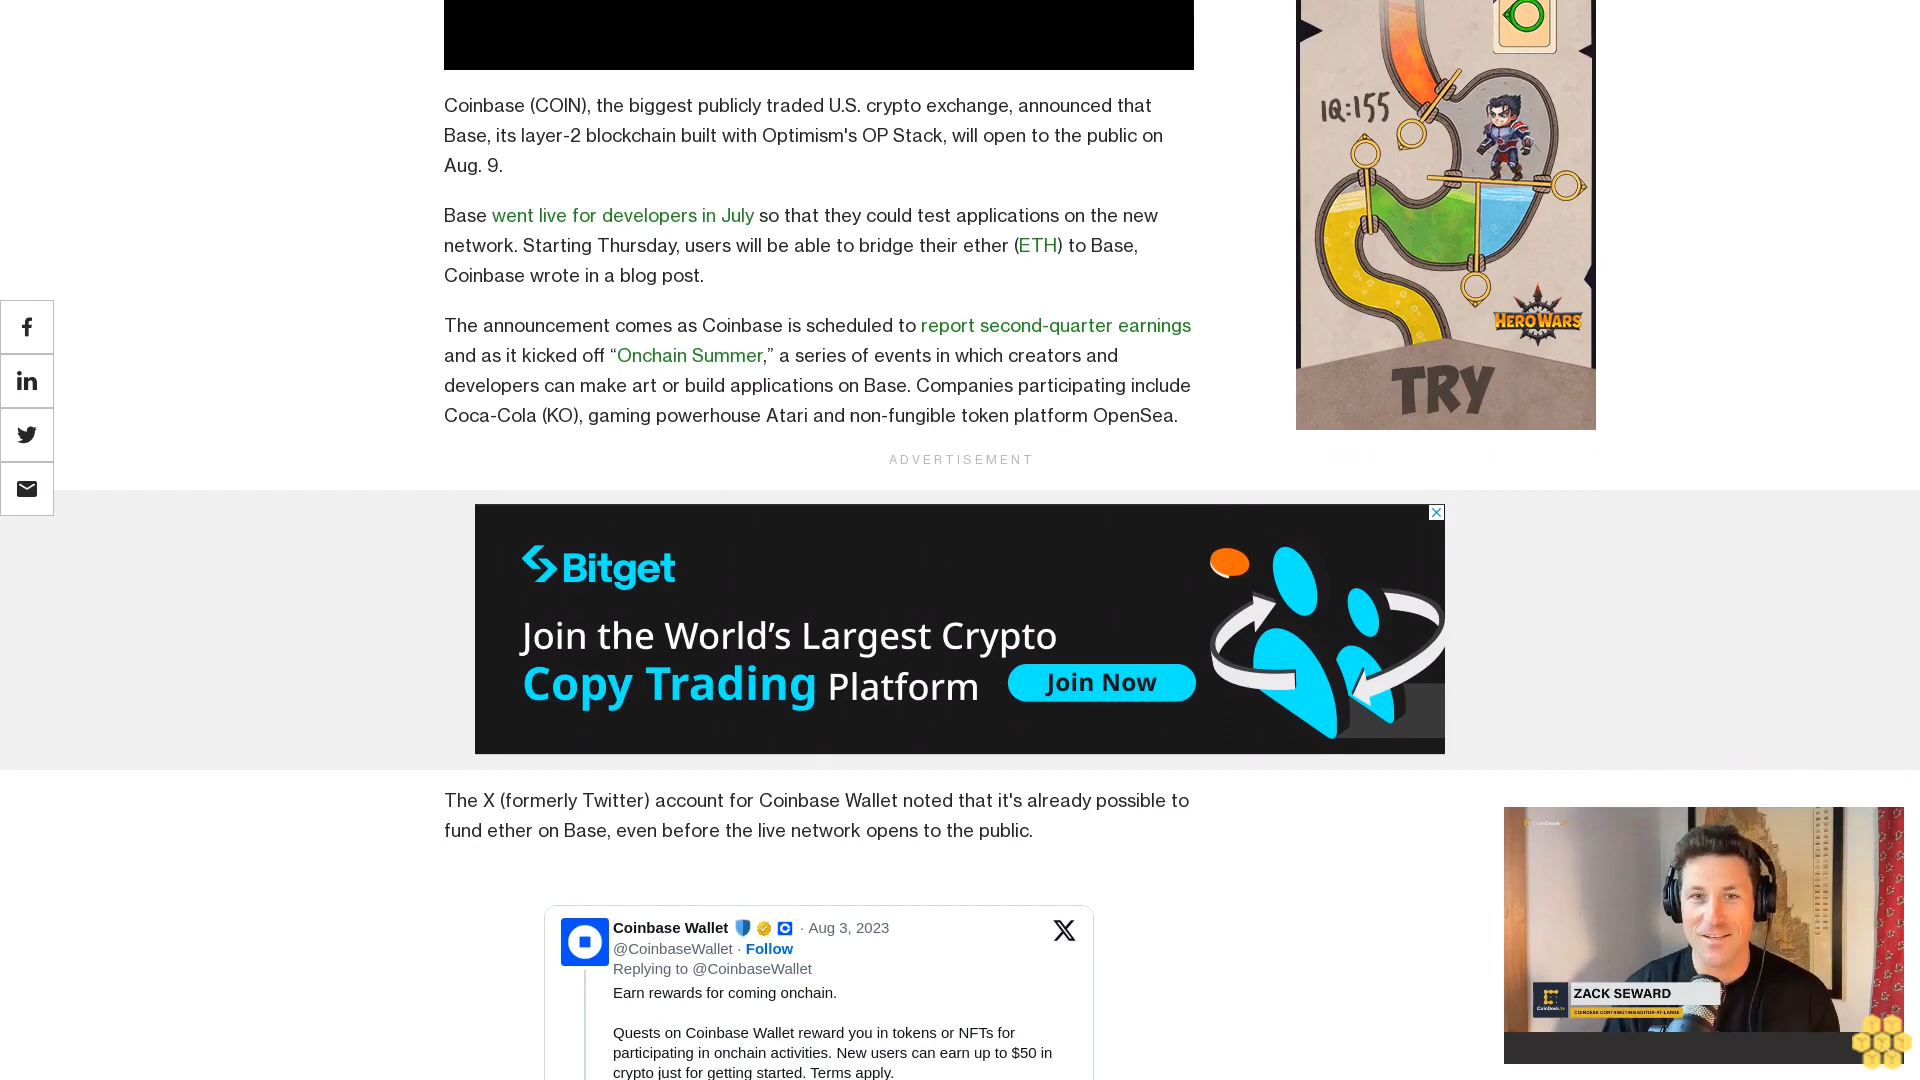 Coinbase (COIN), the biggest publicly traded U.S. crypto exchange, announced that
Base, its layer-2 blockchain built with Optimism's OP Stack, will open to the public on
Aug. 9.
Base went live for developers in July so that they could test applications on the new
network. Starting Thursday, users will be able to bridge their ether (ETH) to Base,
Coinbase wrote in a blog post.
The announcement comes as Coinbase is scheduled to report second-quarter earnings
and as it kicked off “Onchain Summer,” a series of events in which creators and
developers can make art or build applications on Base. Companies participating include
Coca-Cola (KO), gaming powerhouse Atari and non-fungible token platform OpenSea.
IQ:155
HERO WARS
TRY
ADVERTISEMENT
Bitget
Join the World’s Largest Crypto
Copy Trading Platform
Join Now
The X (formerly Twitter) account for Coinbase Wallet noted that it's already possible to
fund ether on Base, even before the live network opens to the public.
Coinbase Wallet · Aug 3, 2023
@CoinbaseWallet · Follow
Replying to @CoinbaseWallet
Earn rewards for coming onchain.
Quests on Coinbase Wallet reward you in tokens or NFTs for
participating in onchain activities. New users can earn up to $50 in
crypto just for getting started. Terms apply.
CoinDesk
ZACK SEWARD
CoinDesk.tv
COINDESK CONTRIBUTING EDITOR-AT-LARGE